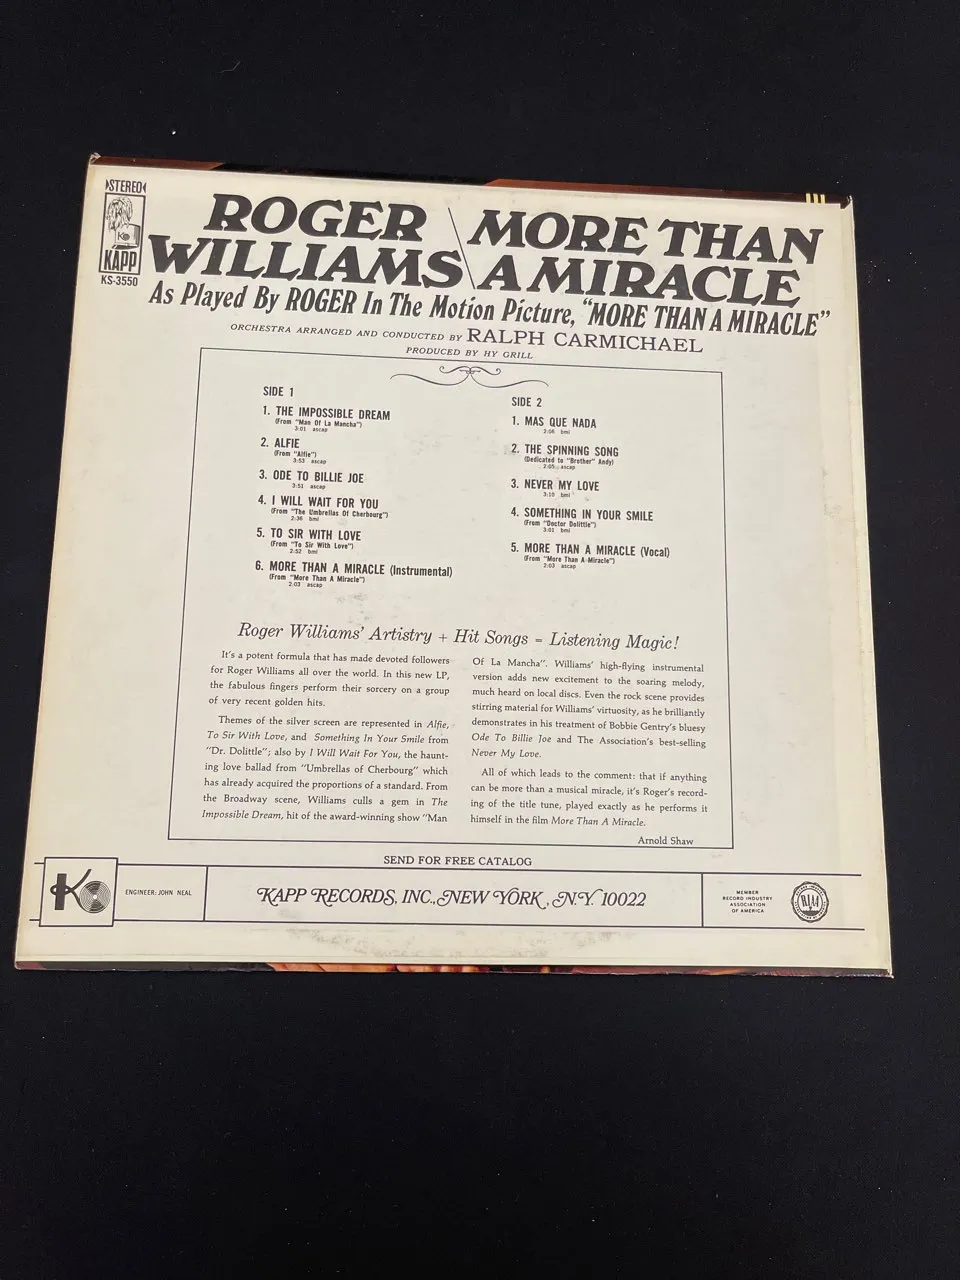 STEREO
KAPP
KS-3550
ROGER
WILLIAMS
MORE THAN
A MIRACLE
As Played By ROGER In The Motion Picture, "MORE THAN A MIRACLE"
ORCHESTRA ARRANGED AND CONDUCTED BY RALPH CARMICHAEL
PRODUCED BY HY GRILL
SIDE 1
1. THE IMPOSSIBLE DREAM
(From "Man Of La Mancha")
3:01 ascap
2. ALFIE
(From "Alfie")
3:53 ascap
3. ODE TO BILLIE JOE
3:51 ascap
4. I WILL WAIT FOR YOU
(From "The Umbrellas Of Cherbourg")
2:36 bmi
5. TO SIR WITH LOVE
(From "To Sir With Love")
2:52 bmi
6. MORE THAN A MIRACLE (Instrumental)
(From "More Than A Miracle")
2:03 ascap
SIDE 2
1. MAS QUE NADA
2:06 bmi
2. THE SPINNING SONG
(Dedicated to "Brother" Andy)
2:05 ascap
3. NEVER MY LOVE
3:10 bmi
4. SOMETHING IN YOUR SMILE
(From "Doctor Dolittle")
3:01 bmi
5. MORE THAN A MIRACLE (Vocal)
(From "More Than A Miracle")
2:03 ascap
Roger Williams' Artistry + Hit Songs = Listening Magic!
It's a potent formula that has made devoted followers
for Roger Williams all over the world. In this new LP,
the fabulous fingers perform their sorcery on a group
of very recent golden hits.
Themes of the silver screen are represented in Alfie,
To Sir With Love, and Something In Your Smile from
"Dr. Dolittle"; also by I Will Wait For You, the haunt-
ing love ballad from "Umbrellas of Cherbourg" which
has already acquired the proportions of a standard. From
the Broadway scene, Williams culls a gem in The
Impossible Dream, hit of the award-winning show "Man
Of La Mancha". Williams' high-flying instrumental
version adds new excitement to the soaring melody,
much heard on local discs. Even the rock scene provides
stirring material for Williams' virtuosity, as he brilliantly
demonstrates in his treatment of Bobbie Gentry's bluesy
Ode To Billie Joe and The Association's best-selling
Never My Love.
All of which leads to the comment: that if anything
can be more than a musical miracle, it's Roger's record-
ing of the title tune, played exactly as he performs it
himself in the film More Than A Miracle.
Arnold Shaw
SEND FOR FREE CATALOG
K
ENGINEER: JOHN NEAL
KAPP RECORDS, INC., NEW YORK, N.Y. 10022
MEMBER
RECORD INDUSTRY
ASSOCIATION
OF AMERICA
RIAA